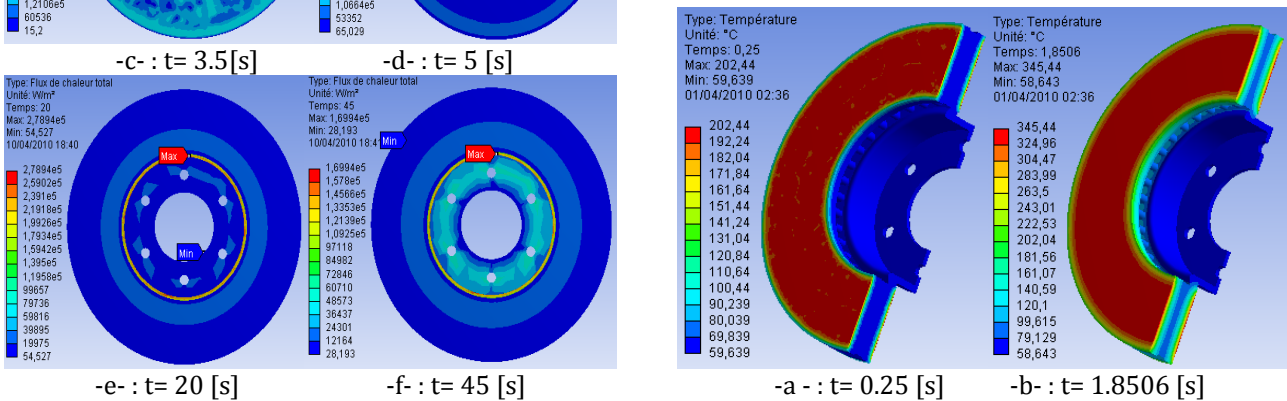 1,2106e5
60536
15,2
1,0664e5
53352
65,029
-c- : t= 3.5[s]
-d- : t= 5 [s]
Type: Flux de chaleur total
Unité: W/m²
Temps: 20
Max: 2,7894e5
Min: 54,527
10/04/2010 18:40
Max
Min
2,7894e5
2,5902e5
2,391e5
2,1918e5
1,9926e5
1,7934e5
1,5942e5
1,395e5
1,1958e5
99657
79736
59816
39895
19975
54,527
Type: Flux de chaleur total
Unité: W/m²
Temps: 45
Max: 1,6994e5
Min: 28,193
10/04/2010 18:41
Min
Max
1,6994e5
1,578e5
1,4566e5
1,3353e5
1,2139e5
1,0925e5
97118
84982
72846
60710
48573
36437
24301
12164
28,193
-e- : t= 20 [s]
-f- : t= 45 [s]
Type: Température
Unité: °C
Temps: 0,25
Max: 202,44
Min: 59,639
01/04/2010 02:36
202,44
192,24
182,04
171,84
161,64
151,44
141,24
131,04
120,84
110,64
100,44
90,239
80,039
69,839
59,639
Type: Température
Unité: °C
Temps: 1,8506
Max: 345,44
Min: 58,643
01/04/2010 02:36
345,44
324,96
304,47
283,99
263,5
243,01
222,53
202,04
181,56
161,07
140,59
120,1
99,615
79,129
58,643
-a - : t= 0.25 [s]
-b- : t= 1.8506 [s]